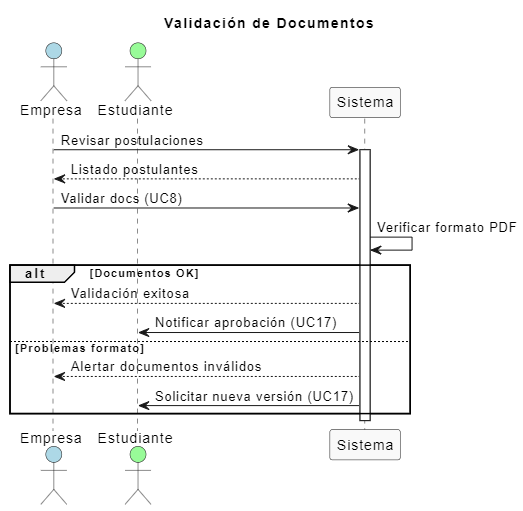 Validación de Documentos
Empresa
Estudiante
Sistema
Revisar postulaciones
Listado postulantes
Validar docs (UC8)
Verificar formato PDF
alt
[Documentos OK]
Validación exitosa
Notificar aprobación (UC17)
[Problemas formato]
Alertar documentos inválidos
Solicitar nueva versión (UC17)
Empresa
Estudiante
Sistema